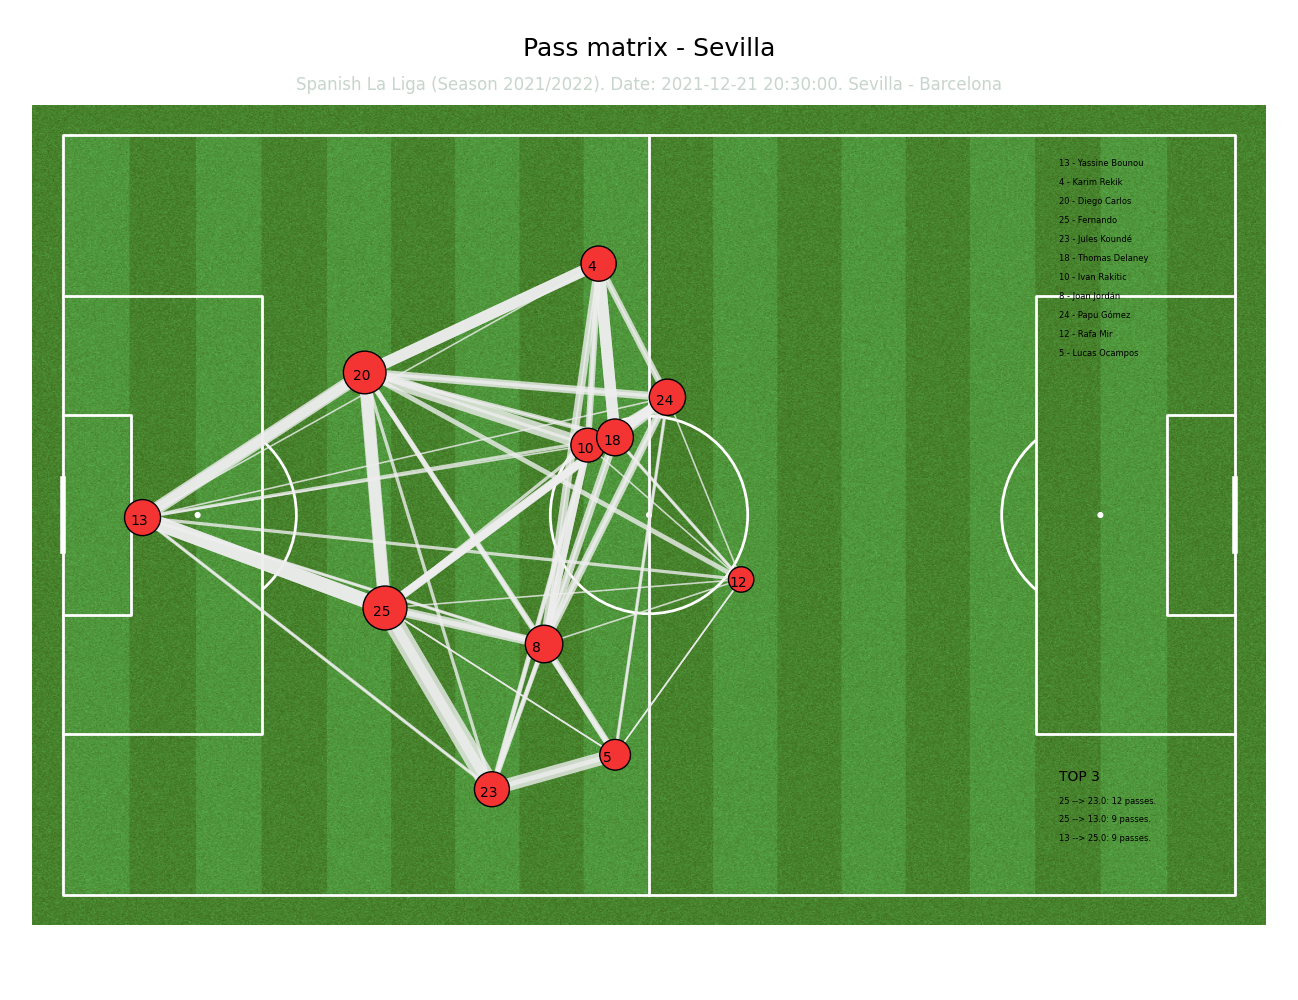 Pass matrix - Sevilla
Spanish La Liga (Season 2021/2022). Date: 2021-12-21 20:30:00. Sevilla - Barcelona
13 - Yassine Bounou
4 - Karim Rekik
20 - Diego Carlos
25 - Fernando
23 - Jules Koundé
18 - Thomas Delaney
10 - Ivan Rakitic
8 - Joan Jordán
24 - Papu Gómez
12 - Rafa Mir
5 - Lucas Ocampos
4
20
24
10
18
13
12
25
8
5
23
TOP 3
25 --> 23.0: 12 passes.
25 --> 13.0: 9 passes.
13 --> 25.0: 9 passes.